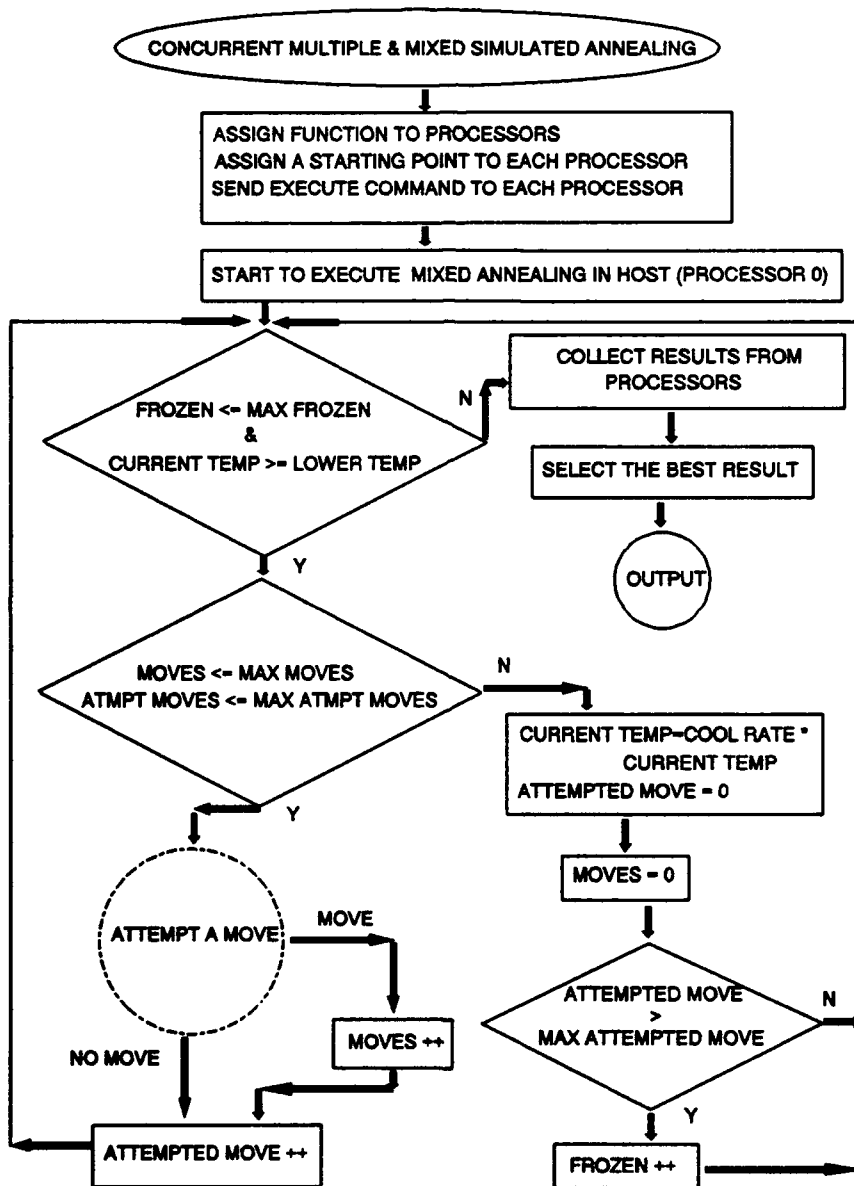 CONCURRENT MULTIPLE & MIXED SIMULATED ANNEALING
ASSIGN FUNCTION TO PROCESSORS
ASSIGN A STARTING POINT TO EACH PROCESSOR
SEND EXECUTE COMMAND TO EACH PROCESSOR
START TO EXECUTE MIXED ANNEALING IN HOST (PROCESSOR 0)
FROZEN <= MAX FROZEN
&
CURRENT TEMP >= LOWER TEMP
N
COLLECT RESULTS FROM
PROCESSORS
SELECT THE BEST RESULT
OUTPUT
Y
MOVES <= MAX MOVES
ATMPT MOVES <= MAX ATMPT MOVES
N
CURRENT TEMP=COOL RATE *
CURRENT TEMP
ATTEMPTED MOVE = 0
Y
MOVES = 0
ATTEMPT A MOVE
MOVE
NO MOVE
MOVES ++
ATTEMPTED MOVE ++
ATTEMPTED MOVE
>
MAX ATTEMPTED MOVE
N
Y
FROZEN ++